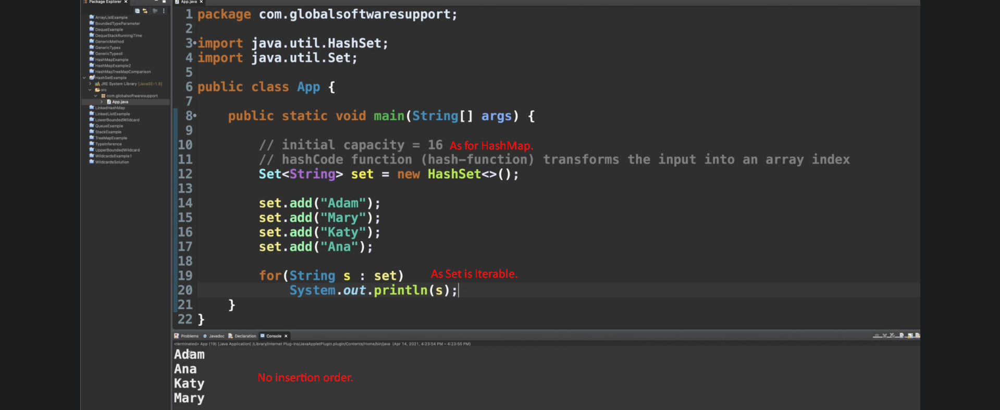 Package Explorer
ArrayListExample
BoundedTypeParameter
DequeExample
DequeStackRunningTime
GenericMethod
GenericTypes
GenericTypesII
HashMapExample
HashMapExample2
HashMapTreeMapComparison
HashSetExample
JRE System Library [JavaSE-1.8]
src
com.globalsoftwaresupport
App.java
LinkedHashMap
LinkedListExample
LowerBoundedWildcard
QueueExample
StackExample
TreeMapExample
TypeInference
UpperBoundedWildcard
WildcardsExample1
WildcardsSolution
App.java
1 package com.globalsoftwaresupport;
2
3 import java.util.HashSet;
4 import java.util.Set;
5
6 public class App {
7
8 public static void main(String[] args) {
9
10 // initial capacity = 16 As for HashMap.
11 // hashCode function (hash-function) transforms the input into an array index
12 Set<String> set = new HashSet<>();
13
14 set.add("Adam");
15 set.add("Mary");
16 set.add("Katy");
17 set.add("Ana");
18
19 for(String s : set) As Set is Iterable.
20 System.out.println(s);
21 }
22 }
Problems Javadoc Declaration Console
<terminated> App (19) [Java Application] /Library/Internet Plug-Ins/JavaAppletPlugin.plugin/Contents/Home/bin/java (Apr 14, 2021, 4:23:54 PM – 4:23:55 PM)
Adam
Ana
No insertion order.
Katy
Mary